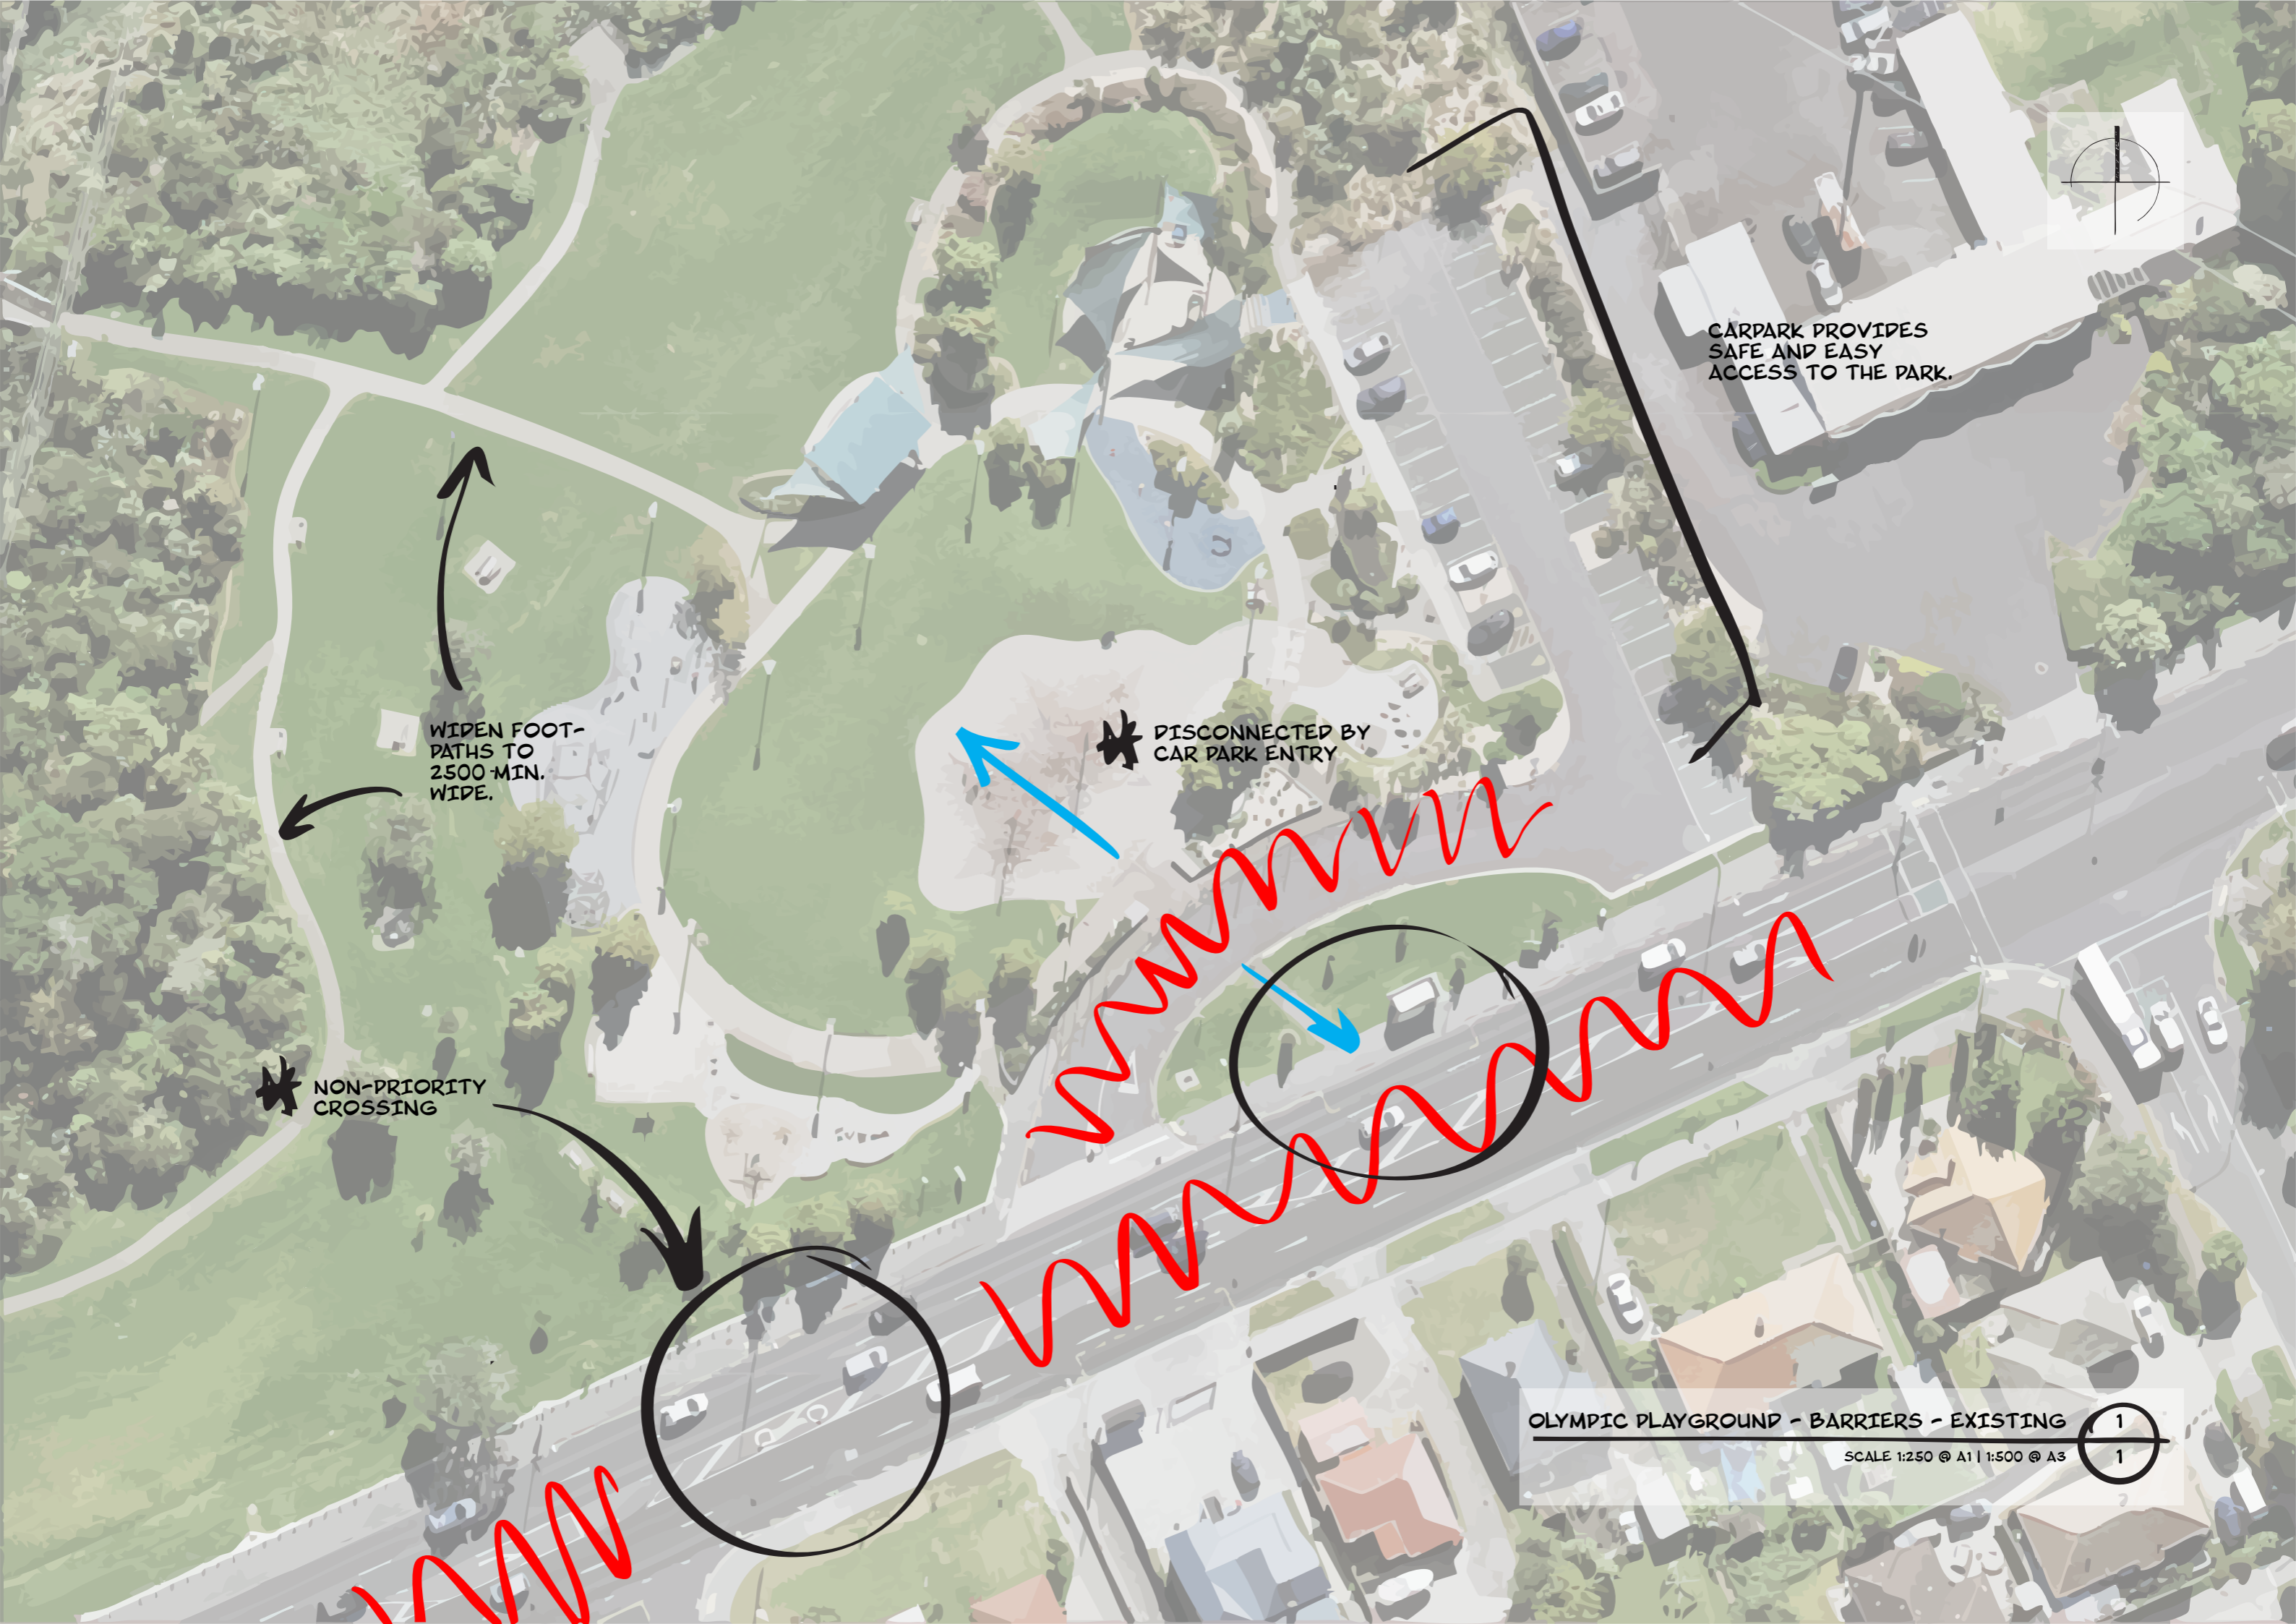 CARPARK PROVIDES
SAFE AND EASY
ACCESS TO THE PARK.
WIDEN FOOT-
PATHS TO
2500 MIN.
WIDE.
DISCONNECTED BY
CAR PARK ENTRY
NON-PRIORITY
CROSSING
OLYMPIC PLAYGROUND - BARRIERS - EXISTING
1
SCALE 1:250 @ A1 | 1:500 @ A3
1